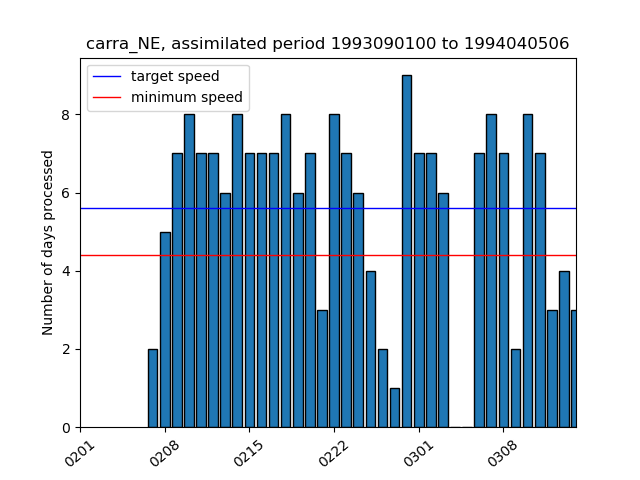 carra_NE, assimilated period 1993090100 to 1994040506
target speed
minimum speed
Number of days processed
8
6
4
2
0
0201
0208
0215
0222
0301
0308